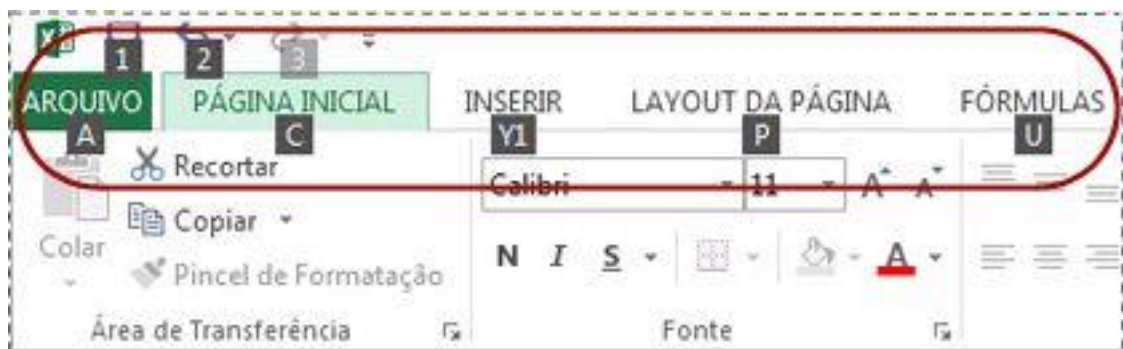 1 2 3
ARQUIVO PÁGINA INICIAL INSERIR LAYOUT DA PÁGINA FÓRMULAS
A C Y1 P U
Recortar
Calibri 11 A A
Copiar
Colar
N I S A
Pincel de Formatação
Área de Transferência Fonte